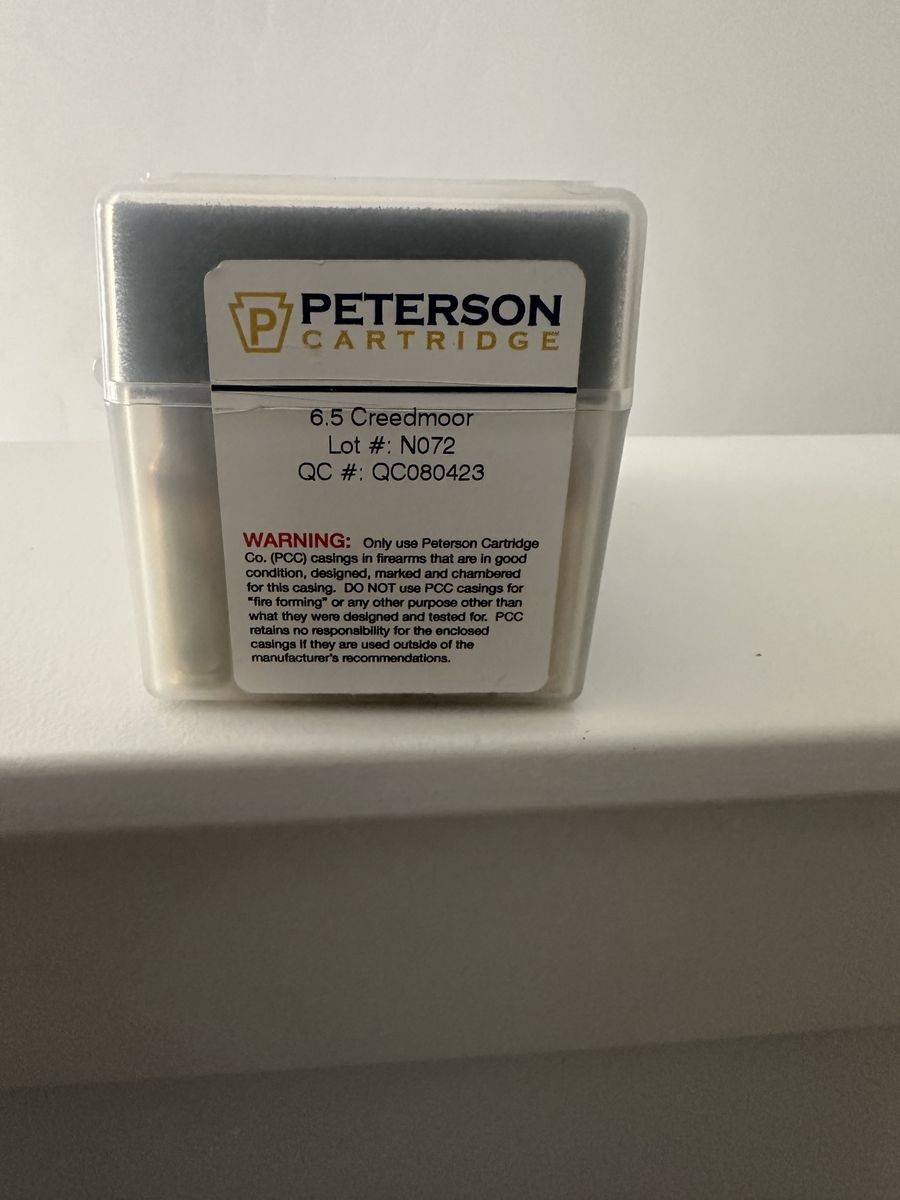 P PETERSON
CARTRIDGE
6.5 Creedmoor
Lot #: N072
QC #: QC080423
WARNING: Only use Peterson Cartridge
Co. (PCC) casings in firearms that are in good
condition, designed, marked and chambered
for this casing. DO NOT use PCC casings for
"fire forming" or any other purpose other than
what they were designed and tested for. PCC
retains no responsibility for the enclosed
casings if they are used outside of the
manufacturer's recommendations.